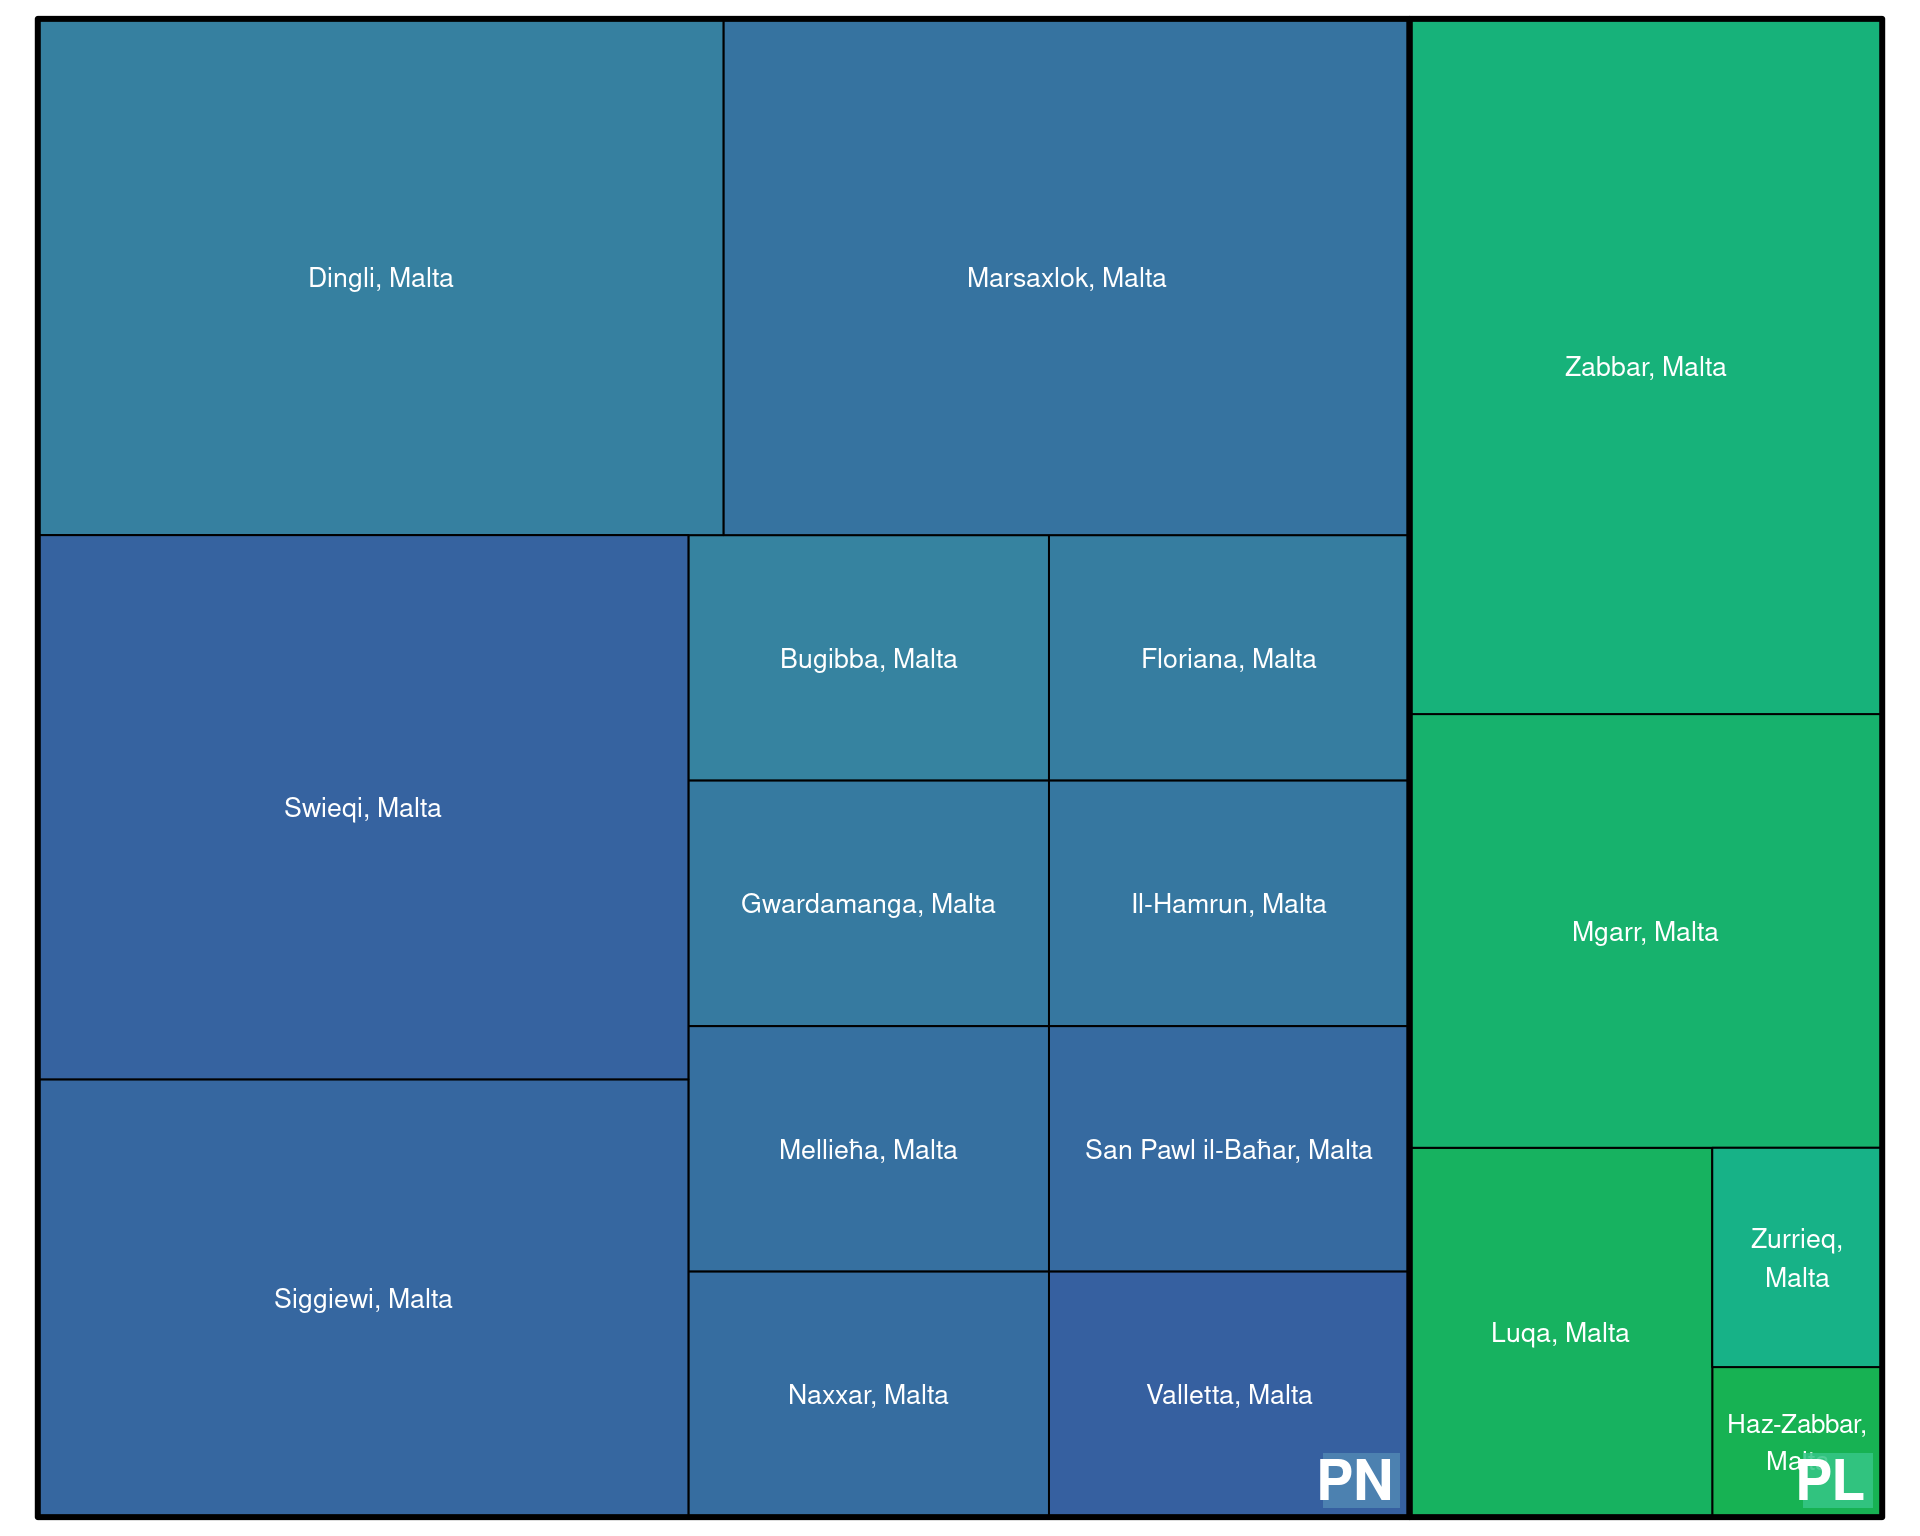 Dingli, Malta
Marsaxlok, Malta
Zabbar, Malta
Swieqi, Malta
Bugibba, Malta
Floriana, Malta
Gwardamanga, Malta
Il-Hamrun, Malta
Mgarr, Malta
Mellieħa, Malta
San Pawl il-Baħar, Malta
Siggiewi, Malta
Naxxar, Malta
Valletta, Malta
PN
Luqa, Malta
Zurrieq,
Malta
Haz-Zabbar,
Malta
PL